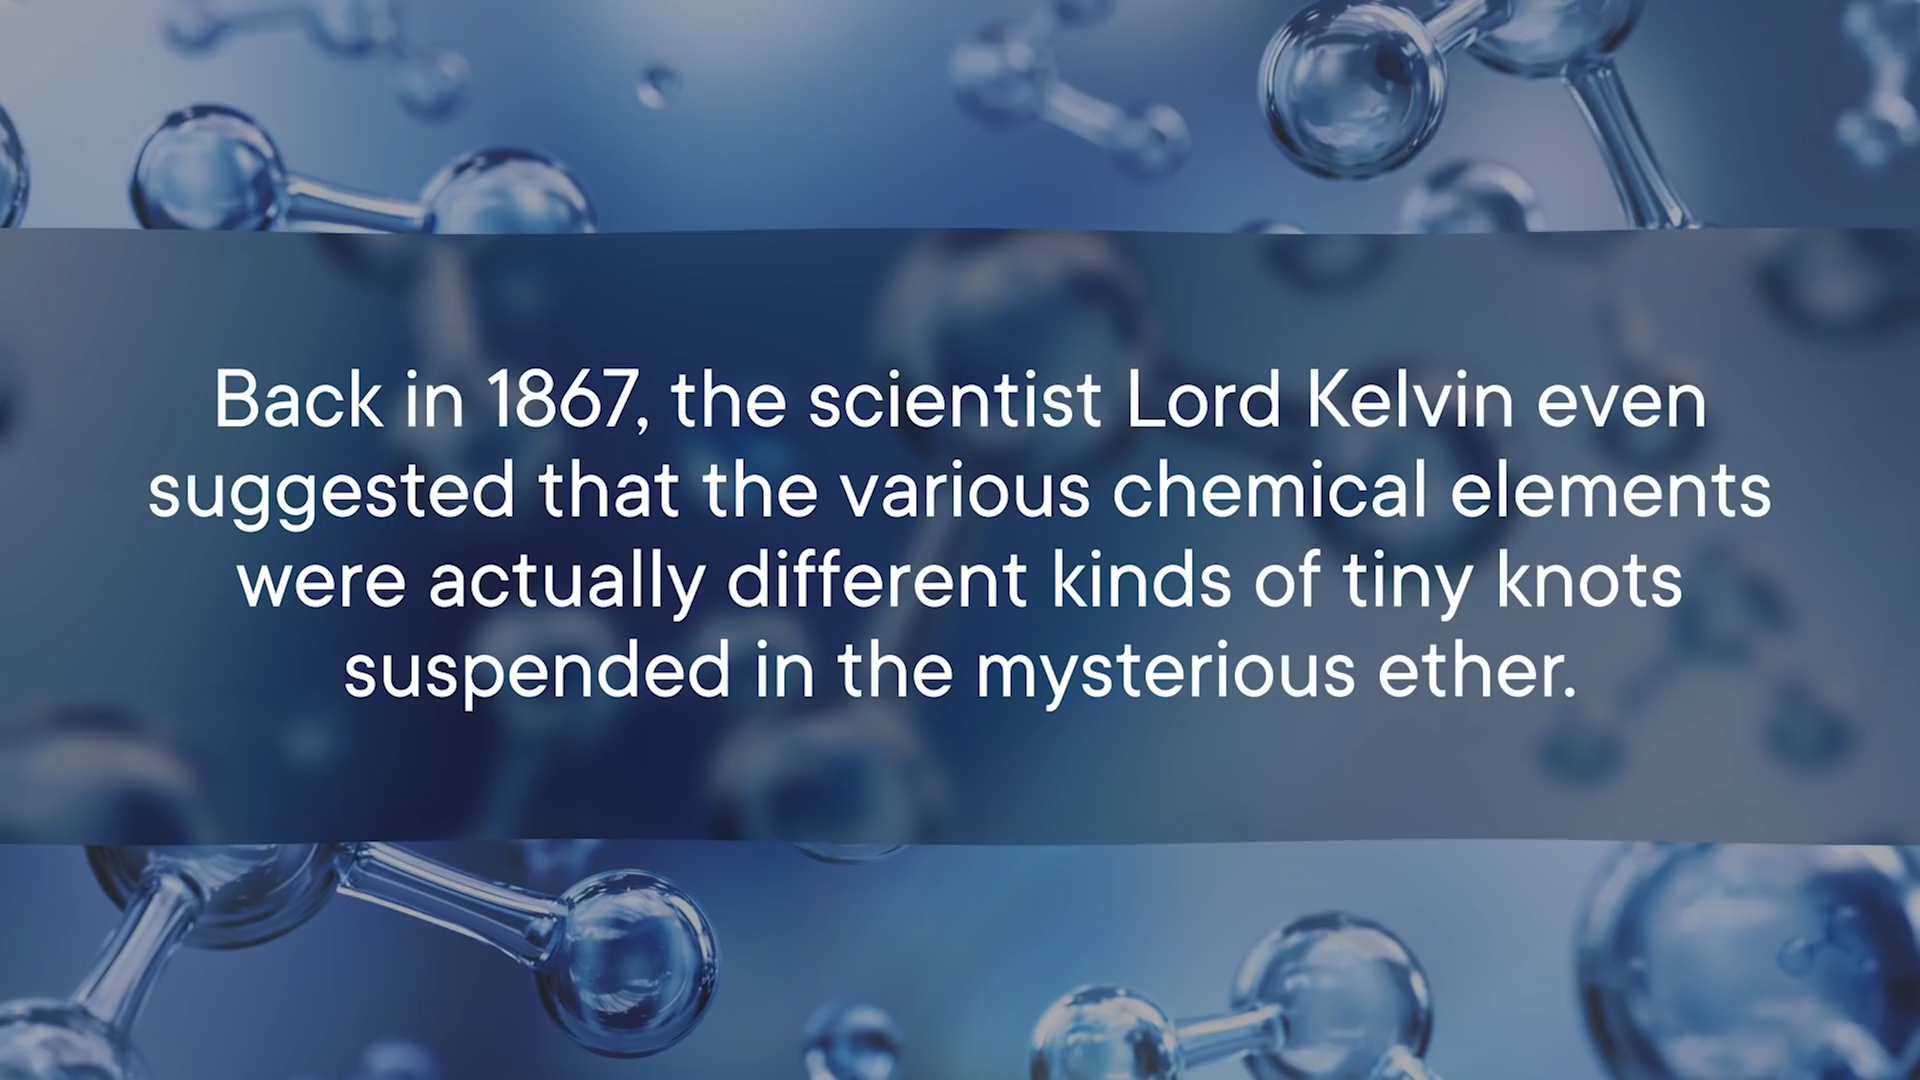 Back in 1867, the scientist Lord Kelvin even
suggested that the various chemical elements
were actually different kinds of tiny knots
suspended in the mysterious ether.